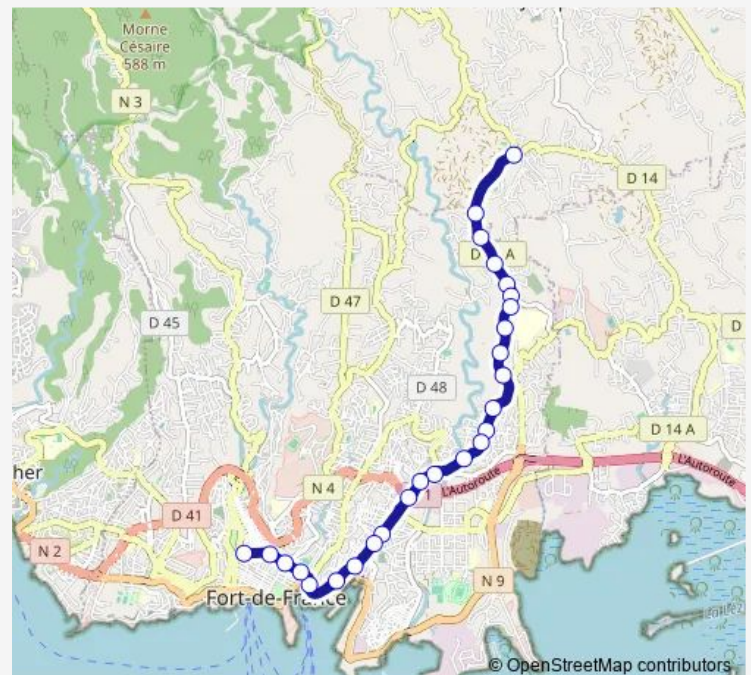 Morne
Césaire
588 m
N 3
D 14
D 47
D 45
D 48
D
D 14 A
her
N 4
L'Autoroute
L'Autoroute
D 41
N 2
N 9
Fort-de-France
© OpenStreetMap contributors